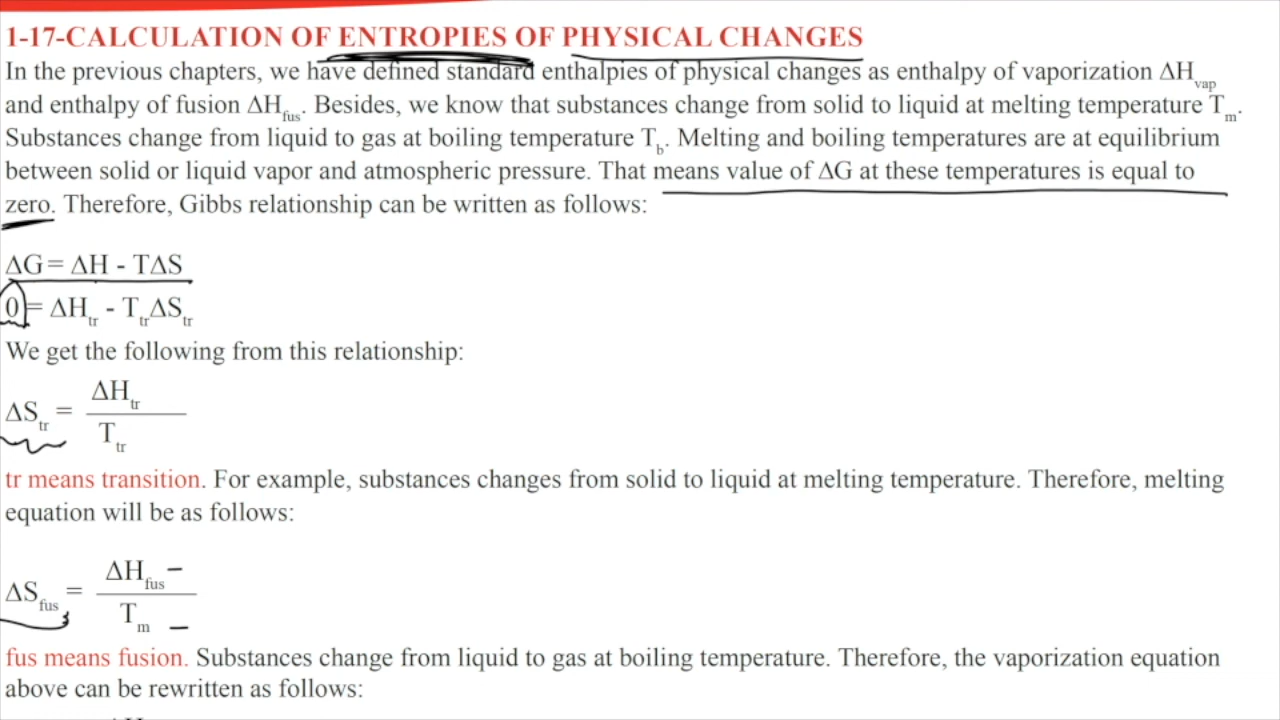 1-17-CALCULATION OF ENTROPIES OF PHYSICAL CHANGES
In the previous chapters, we have defined standard enthalpies of physical changes as enthalpy of vaporization ΔHvap
and enthalpy of fusion ΔHfus. Besides, we know that substances change from solid to liquid at melting temperature Tm.
Substances change from liquid to gas at boiling temperature Tb. Melting and boiling temperatures are at equilibrium
between solid or liquid vapor and atmospheric pressure. That means value of ΔG at these temperatures is equal to
zero. Therefore, Gibbs relationship can be written as follows:
ΔG= ΔH - TΔS
0= ΔHtr - TtrΔStr
We get the following from this relationship:
ΔStr = ΔHtr
Ttr
tr means transition. For example, substances changes from solid to liquid at melting temperature. Therefore, melting
equation will be as follows:
ΔSfus = ΔHfus
Tm
fus means fusion. Substances change from liquid to gas at boiling temperature. Therefore, the vaporization equation
above can be rewritten as follows: